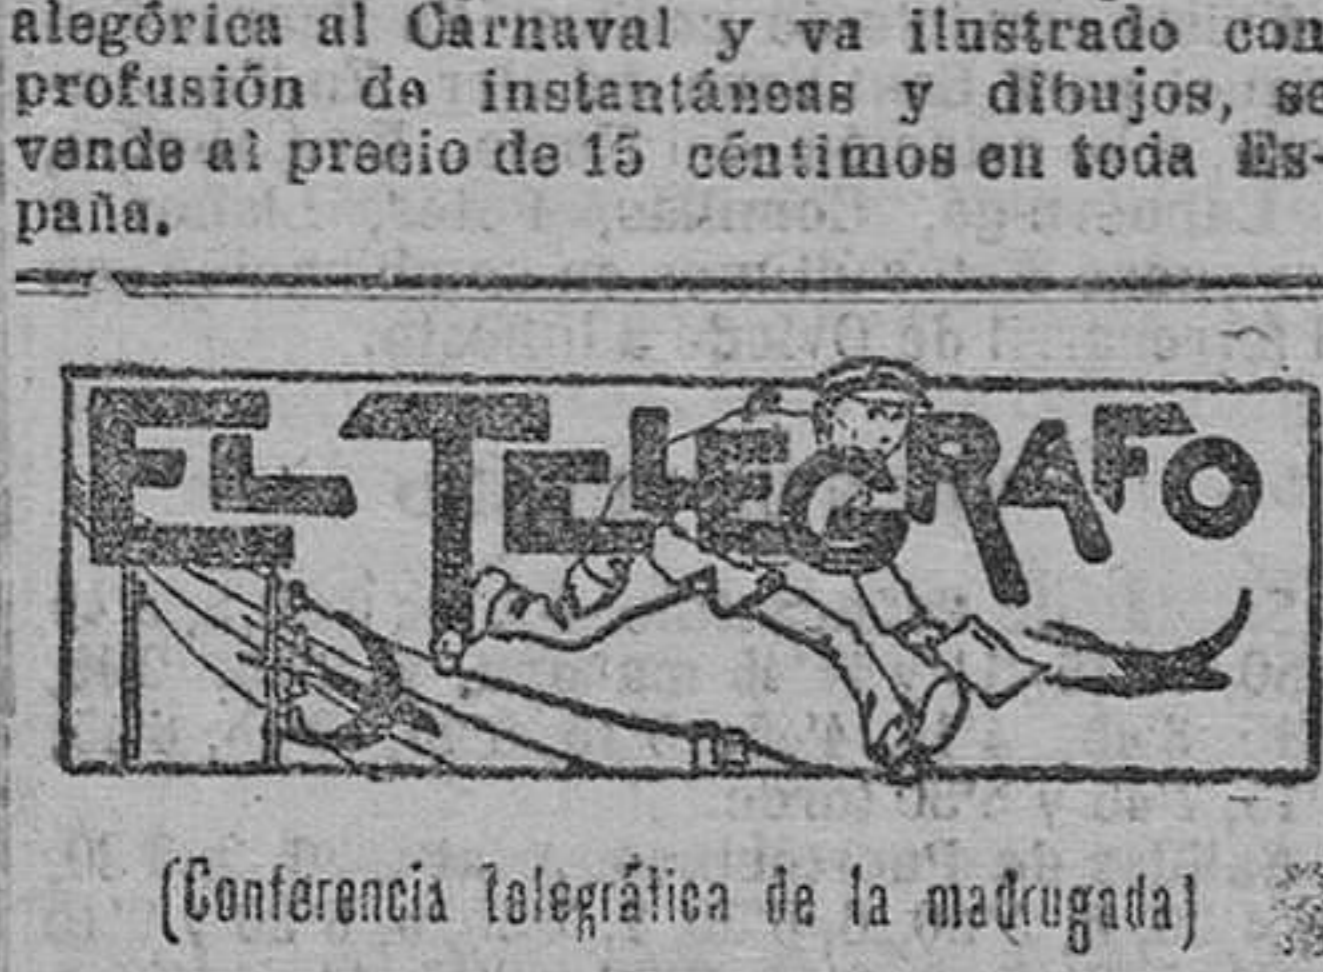 alegórica al Carnaval y va ilustrado con
profusión de instantáneas y dibujos, se
vende al precio de 15 céntimos en toda Es-
paña.
EL TELEGRAFO
(Conferencia telegráfica de la madrugada)